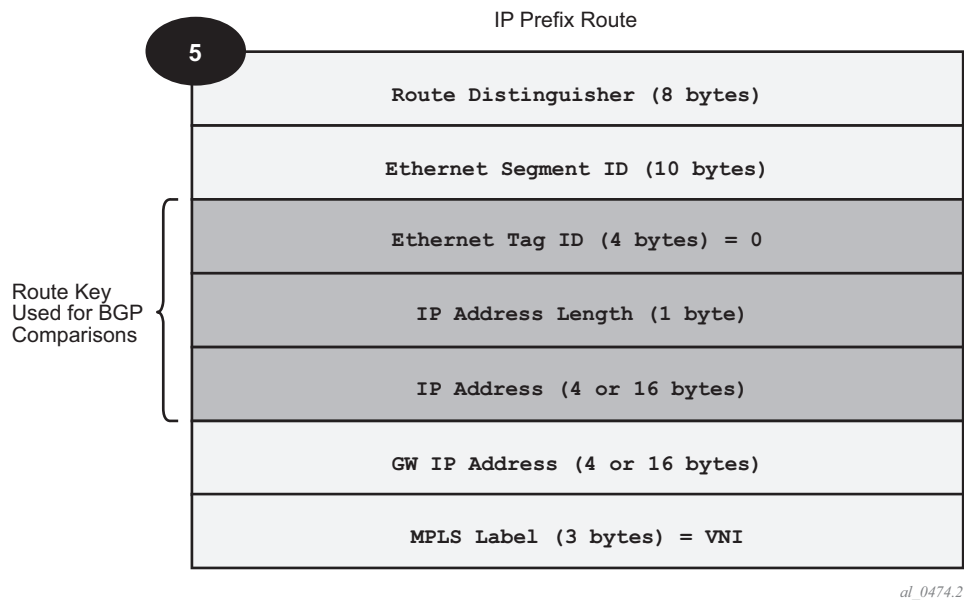 IP Prefix Route
5
Route Distinguisher (8 bytes)
Ethernet Segment ID (10 bytes)
Ethernet Tag ID (4 bytes) = 0
IP Address Length (1 byte)
IP Address (4 or 16 bytes)
Route Key
Used for BGP
Comparisons
GW IP Address (4 or 16 bytes)
MPLS Label (3 bytes) = VNI
al_0474.2